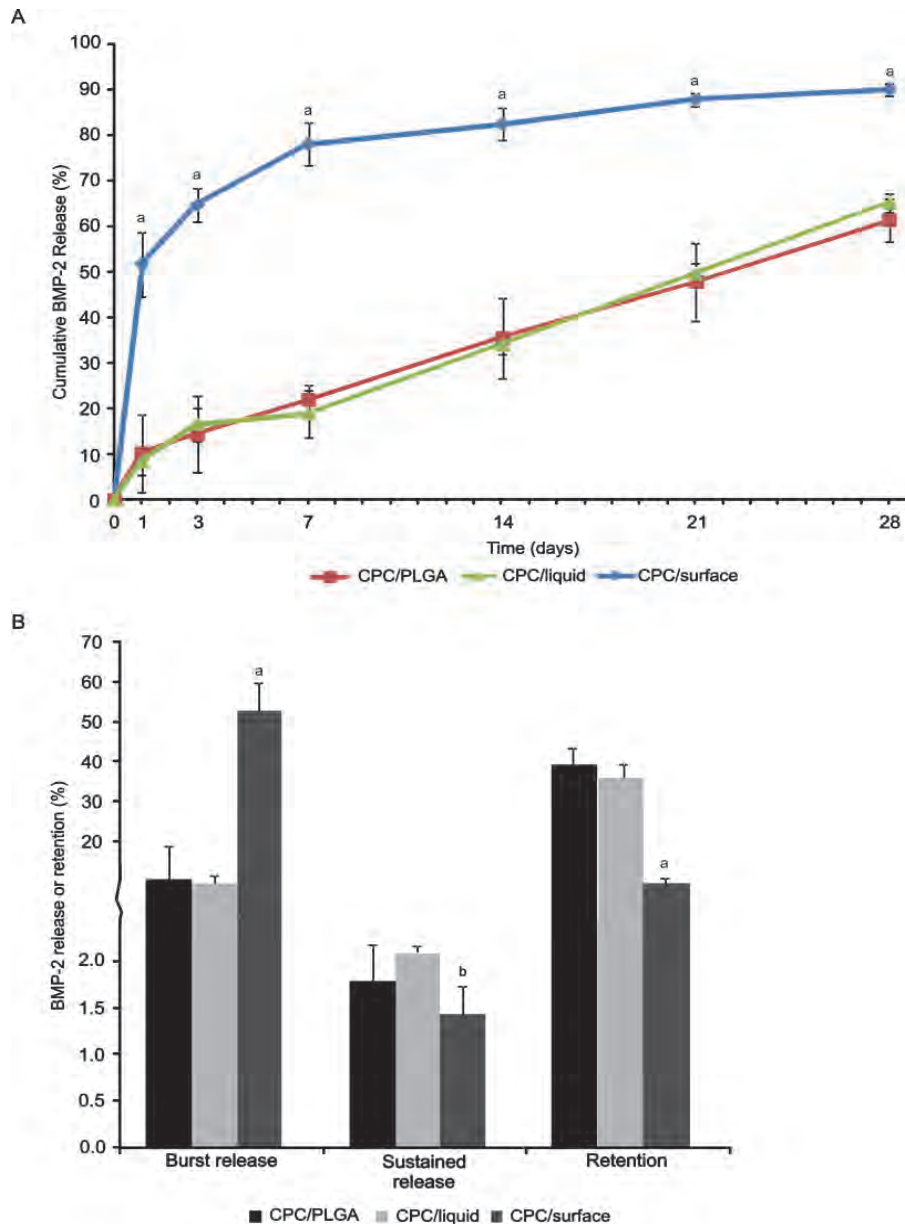 A
100
90
80
70
60
50
40
30
20
10
0
Cumulative BMP-2 Release (%)
a a a a a a
0 1 3 7 14 21 28
Time (days)
CPC/PLGA CPC/liquid CPC/surface
B
70
60
50
40
30
20
2.0
1.5
1.0
0.5
0.0
BMP-2 release or retention (%)
a
b
a
Burst release Sustained release Retention
CPC/PLGA CPC/liquid CPC/surface